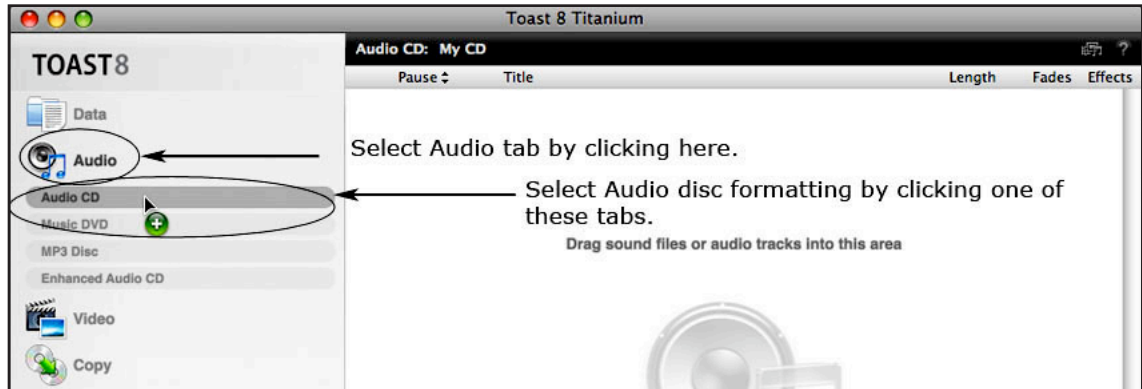 Toast 8 Titanium
TOAST 8
Audio CD: My CD
?
Pause Title Length Fades Effects
Data
Select Audio tab by clicking here.
Audio
Select Audio disc formatting by clicking one of
these tabs.
Audio CD
Music DVD
Drag sound files or audio tracks into this area
MP3 Disc
Enhanced Audio CD
Video
Copy